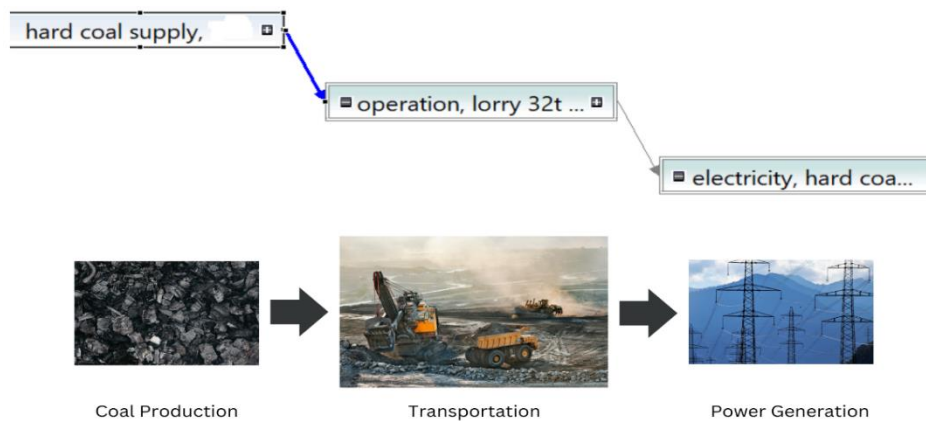 hard coal supply,
operation, lorry 32t ...
electricity, hard coa...
Coal Production
Transportation
Power Generation